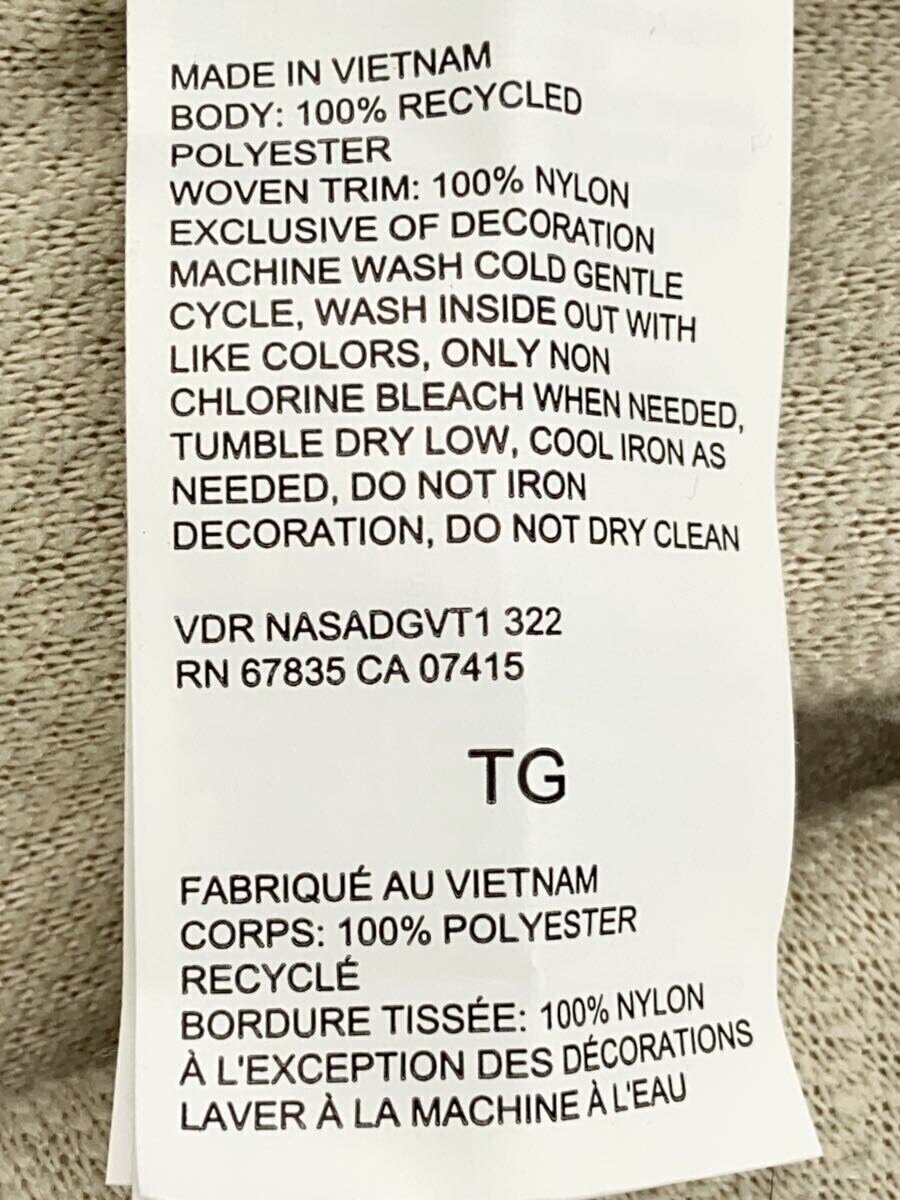 MADE IN VIETNAM
BODY: 100% RECYCLED
POLYESTER
WOVEN TRIM: 100% NYLON
EXCLUSIVE OF DECORATION
MACHINE WASH COLD GENTLE
CYCLE, WASH INSIDE OUT WITH
LIKE COLORS, ONLY NON
CHLORINE BLEACH WHEN NEEDED,
TUMBLE DRY LOW, COOL IRON AS
NEEDED, DO NOT IRON
DECORATION, DO NOT DRY CLEAN
VDR NASADGVT1 322
RN 67835 CA 07415
TG
FABRIQUÉ AU VIETNAM
CORPS: 100% POLYESTER
RECYCLÉ
BORDURE TISSÉE: 100% NYLON
À L'EXCEPTION DES DÉCORATIONS
LAVER À LA MACHINE À L'EAU